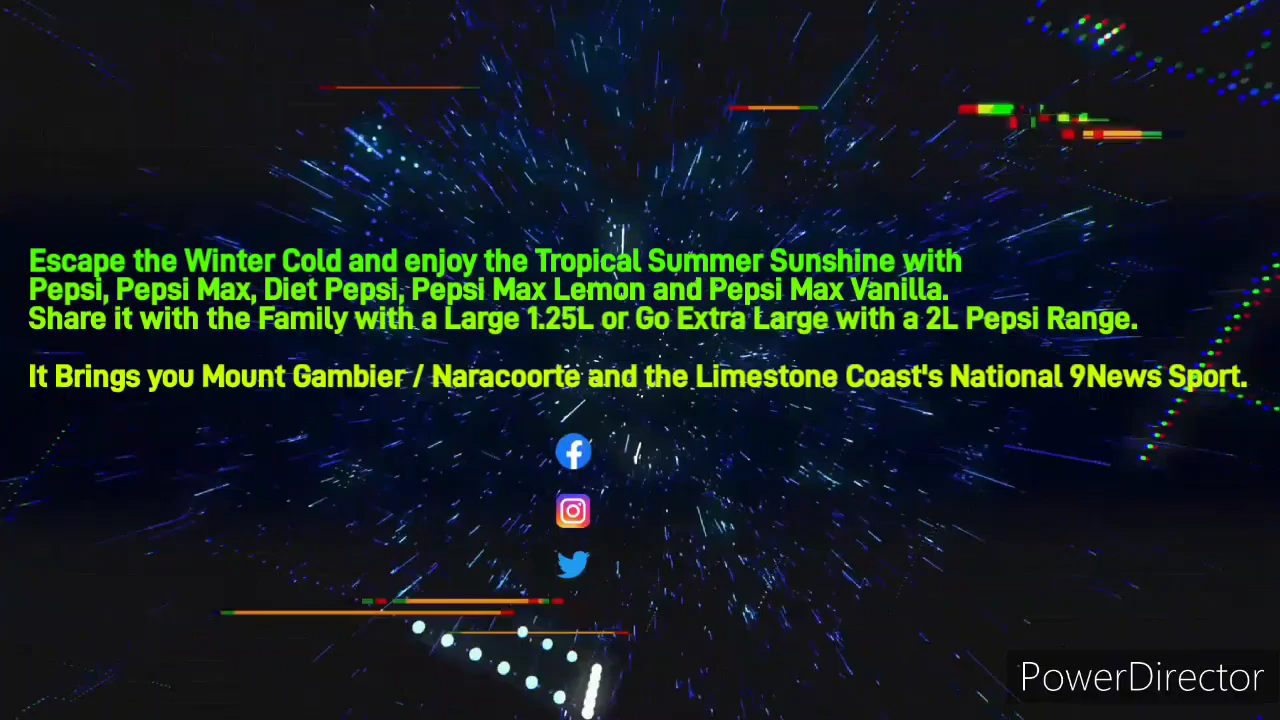 Escape the Winter Cold and enjoy the Tropical Summer Sunshine with
Pepsi, Pepsi Max, Diet Pepsi, Pepsi Max Lemon and Pepsi Max Vanilla.
Share it with the Family with a Large 1.25L or Go Extra Large with a 2L Pepsi Range.
It Brings you Mount Gambier / Naracoorte and the Limestone Coast's National 9News Sport.
PowerDirector